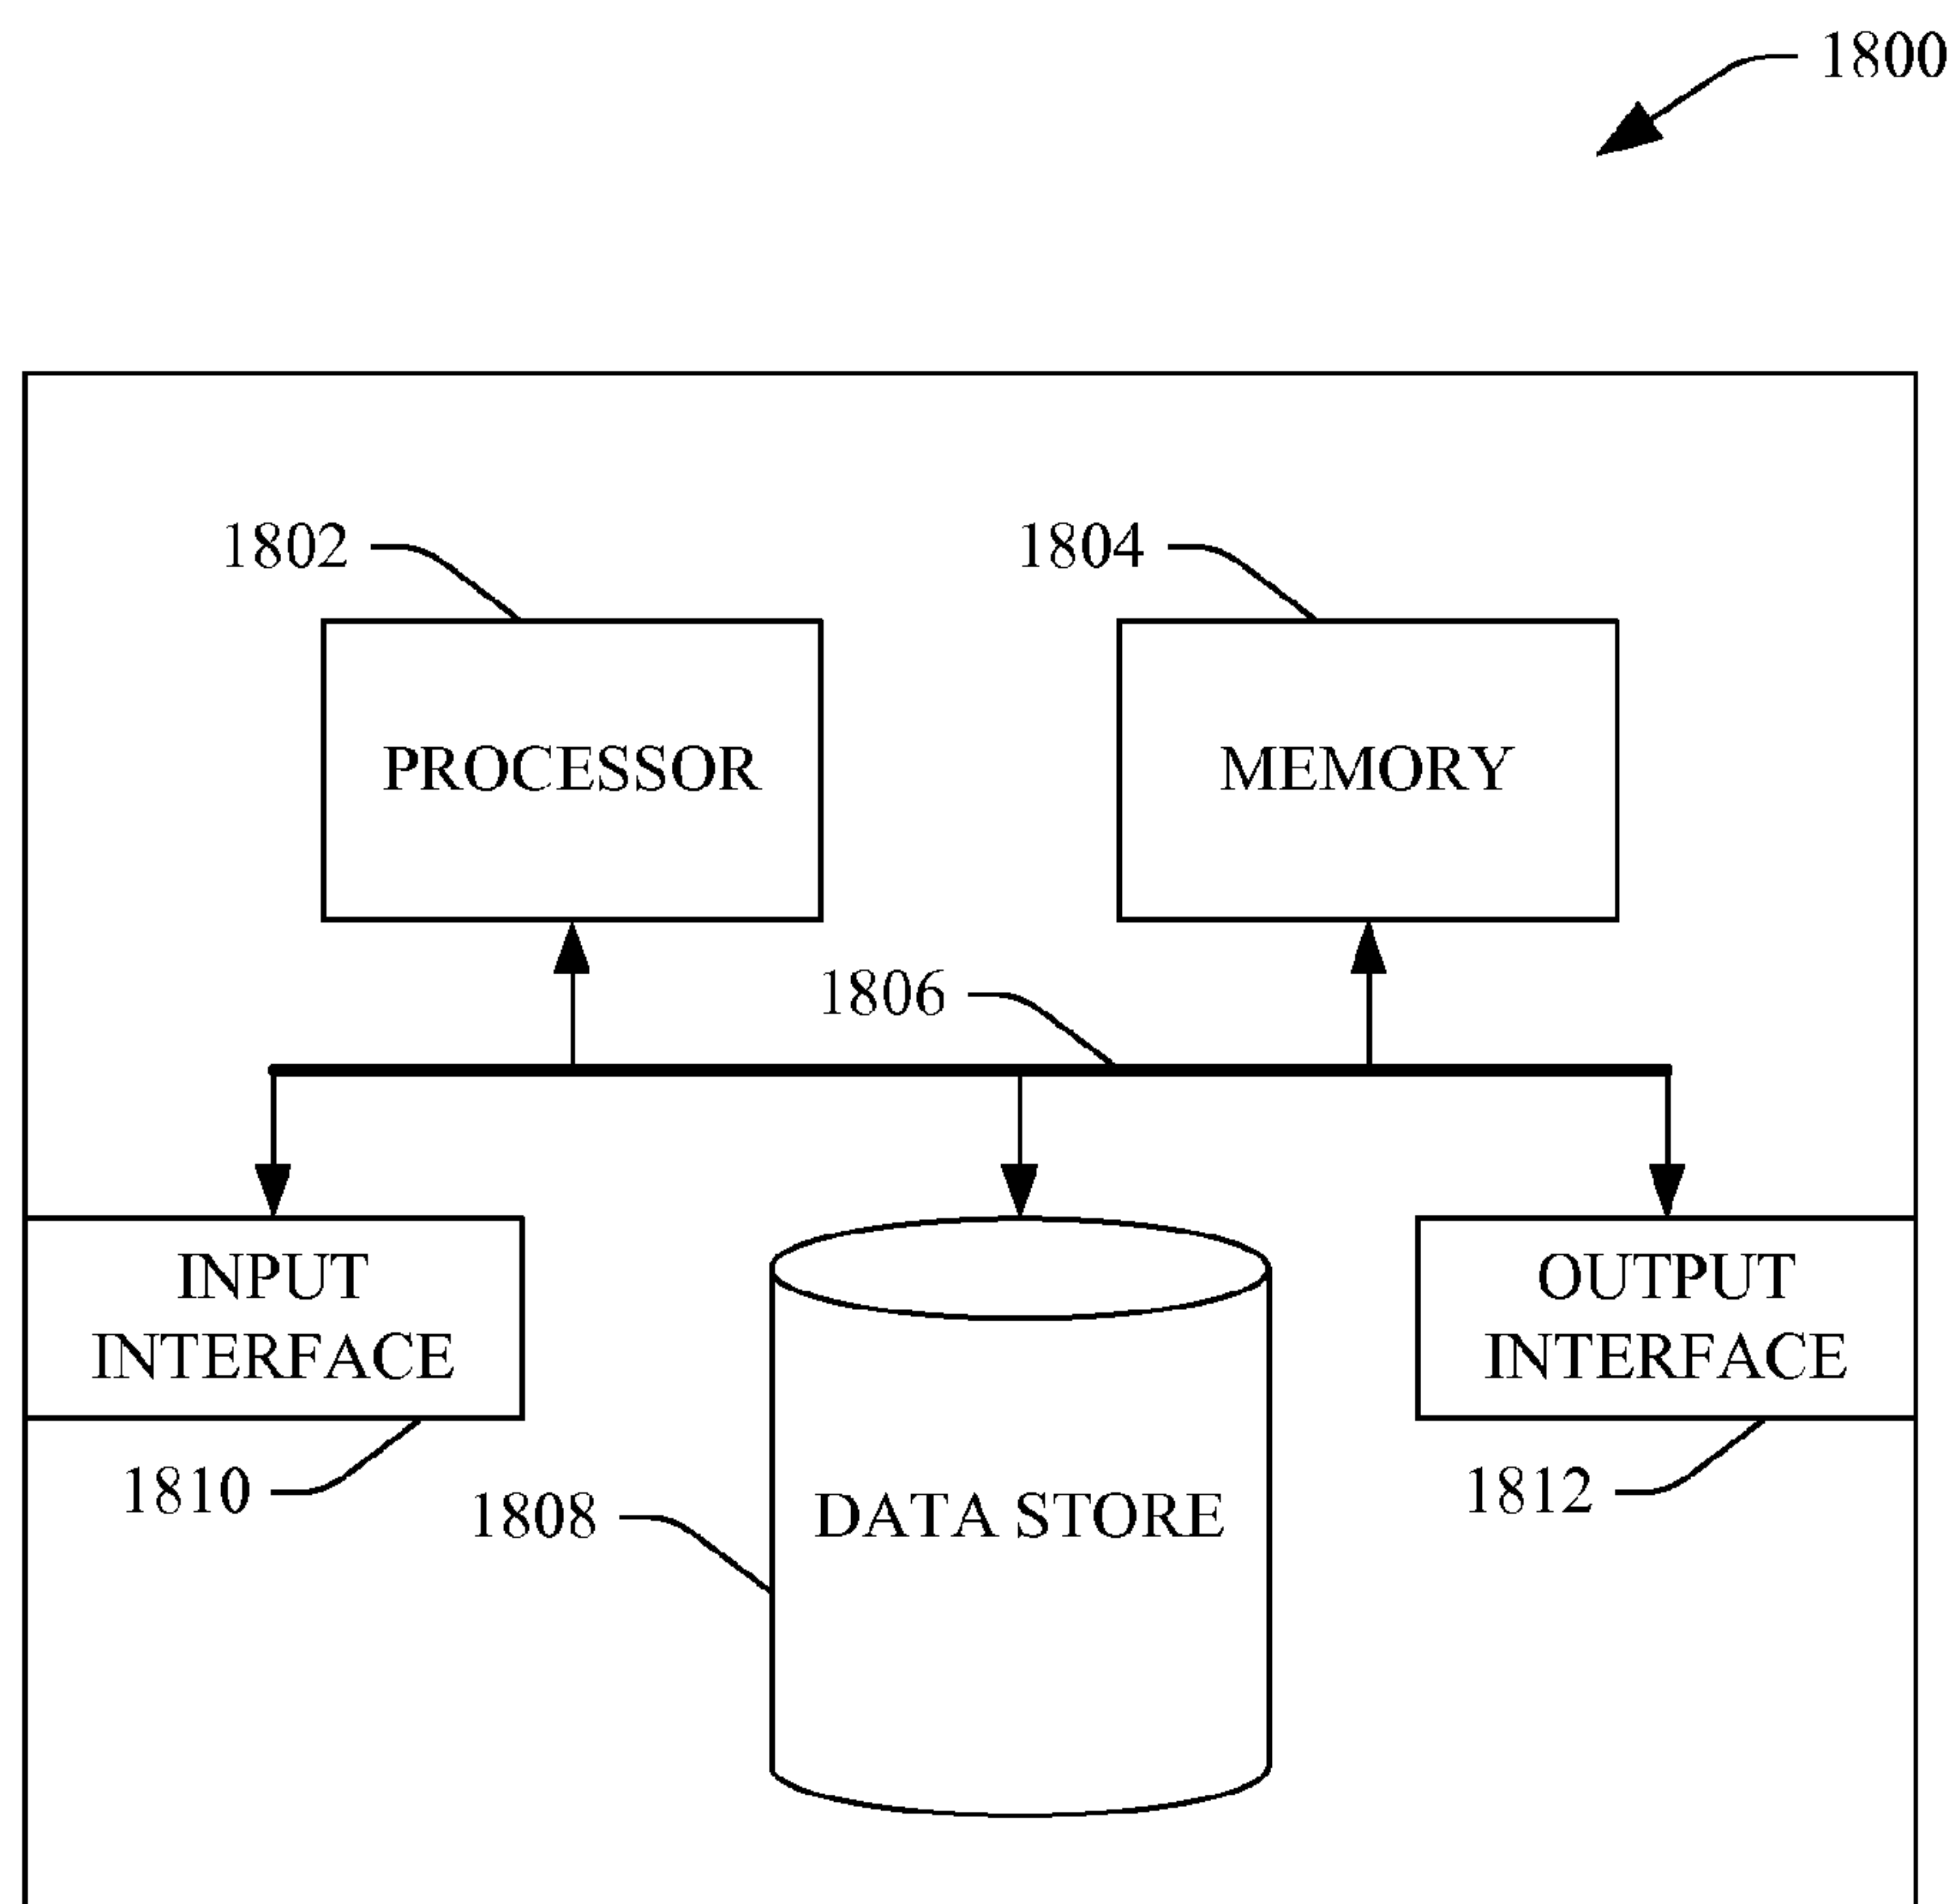 1800
1802
1804
PROCESSOR
MEMORY
1806
INPUT
INTERFACE
OUTPUT
INTERFACE
1810
1808
DATA STORE
1812